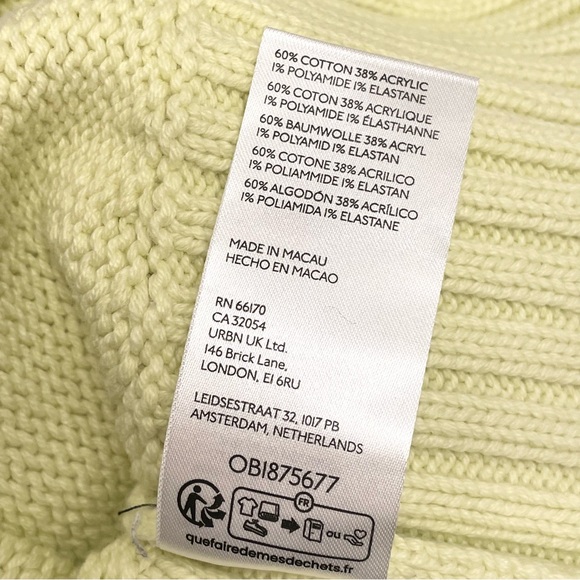 60% COTTON 38% ACRYLIC
1% POLYAMIDE 1% ELASTANE
60% COTON 38% ACRYLIQUE
1% POLYAMIDE 1% ÉLASTHANNE
60% BAUMWOLLE 38% ACRYL
1% POLYAMID 1% ELASTAN
60% COTONE 38% ACRILICO
1% POLIAMMIDE 1% ELASTAN
60% ALGODÓN 38% ACRÍLICO
1% POLIAMIDA 1% ELASTANE
MADE IN MACAU
HECHO EN MACAO
RN 66170
CA 32054
URBN UK Ltd.
146 Brick Lane,
LONDON, E1 6RU
LEIDSESTRAAT 32, 1017 PB
AMSTERDAM, NETHERLANDS
OB1875677
FR
ou
quefairedemesdechets.fr